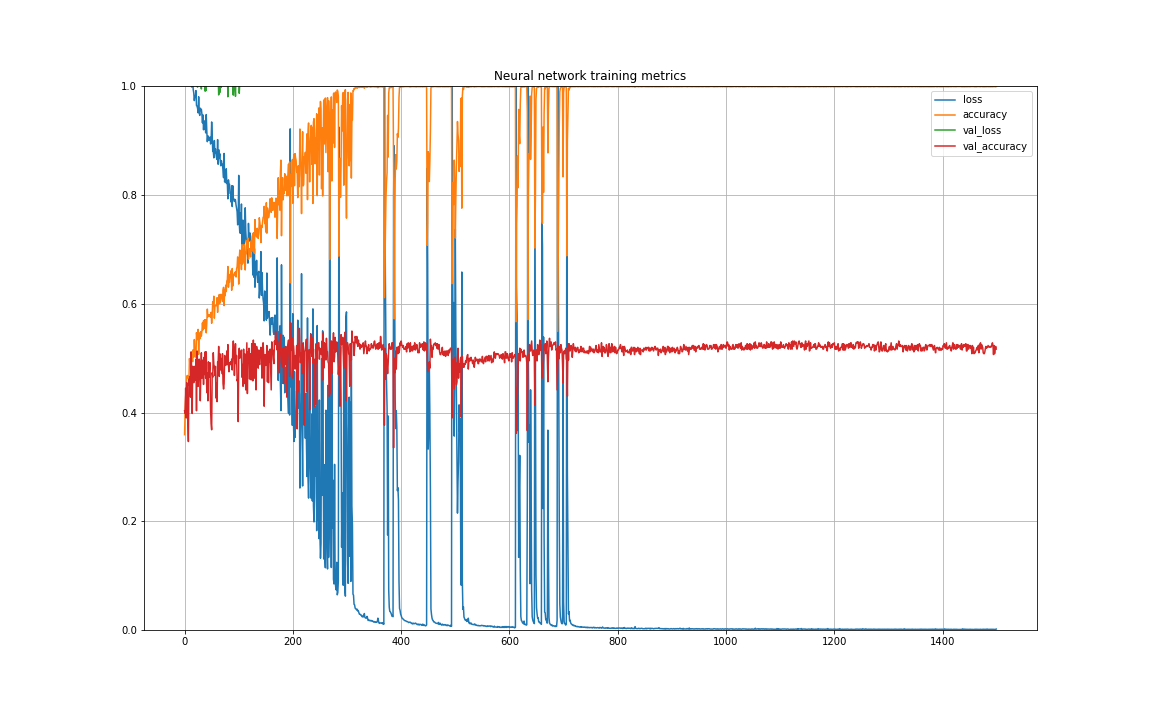 Neural network training metrics
1.0
0.8
0.6
0.4
0.2
0.0
0 200 400 600 800 1000 1200 1400
loss
accuracy
val_loss
val_accuracy